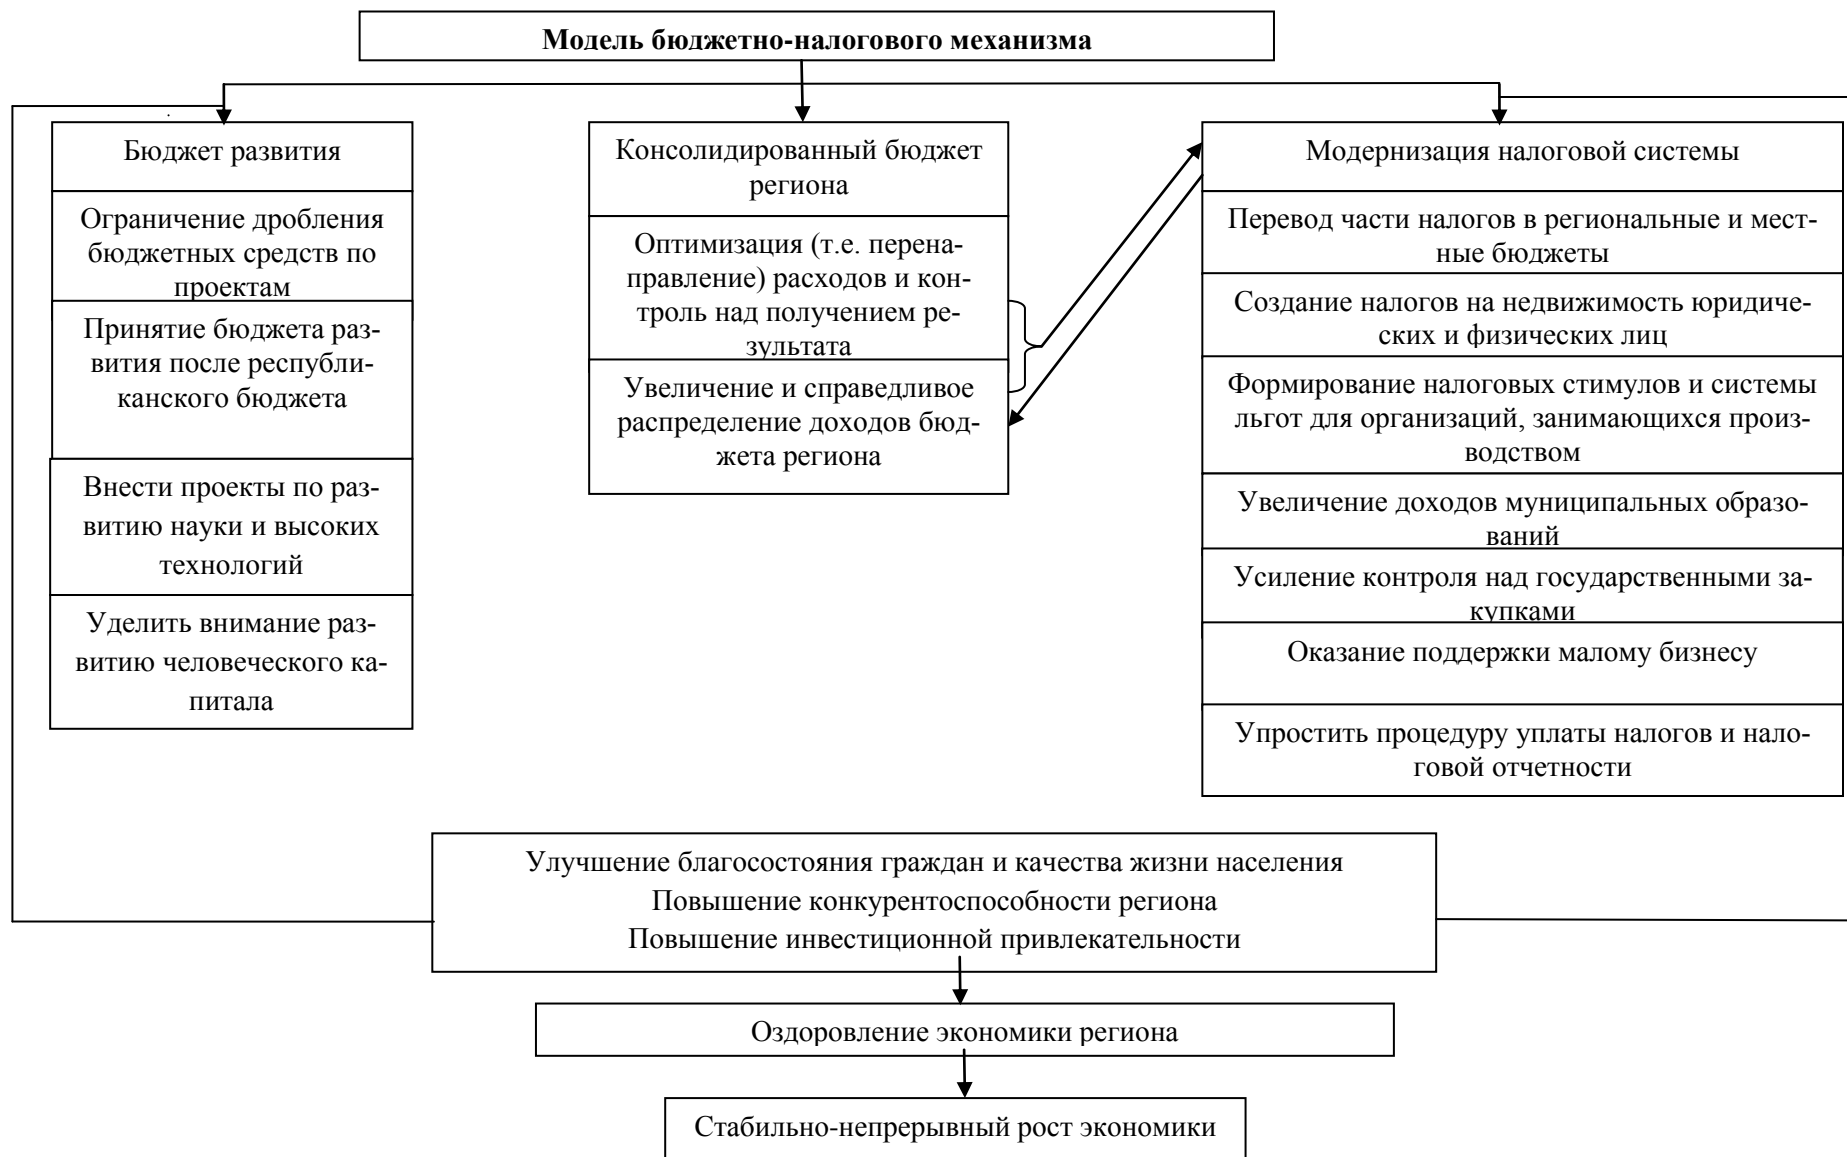 Модель бюджетно-налогового механизма
Бюджет развития
Ограничение дробления
бюджетных средств по
проектам
Принятие бюджета раз-
вития после республи-
канского бюджета
Внести проекты по раз-
витию науки и высоких
технологий
Уделить внимание раз-
витию человеческого ка-
питала
Консолидированный бюджет
региона
Оптимизация (т.е. перена-
правление) расходов и кон-
троль над получением ре-
зультата
Увеличение и справедливое
распределение доходов бюд-
жета региона
Модернизация налоговой системы
Перевод части налогов в региональные и мест-
ные бюджеты
Создание налогов на недвижимость юридиче-
ских и физических лиц
Формирование налоговых стимулов и системы
льгот для организаций, занимающихся произ-
водством
Увеличение доходов муниципальных образо-
ваний
Усиление контроля над государственными за-
купками
Оказание поддержки малому бизнесу
Упростить процедуру уплаты налогов и нало-
говой отчетности
Улучшение благосостояния граждан и качества жизни населения
Повышение конкурентоспособности региона
Повышение инвестиционной привлекательности
Оздоровление экономики региона
Стабильно-непрерывный рост экономики